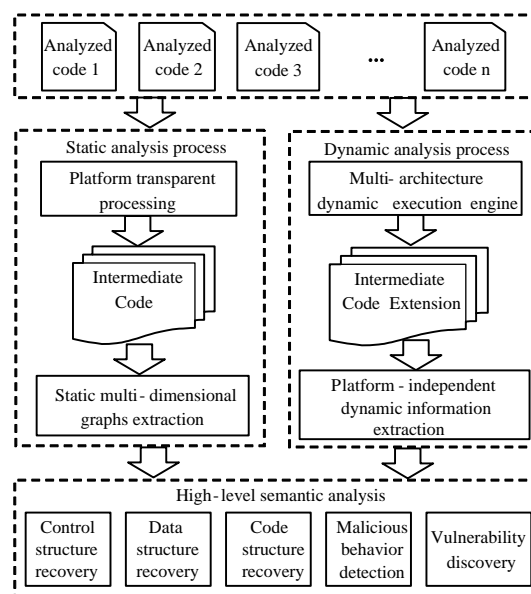 Analyzed
code 1
Analyzed
code 2
Analyzed
code 3
...
Analyzed
code n
Static analysis process
Platform transparent
processing
Intermediate
Code
Static multi-dimensional
graphs extraction
Dynamic analysis process
Multi-architecture
dynamic execution engine
Intermediate
Code Extension
Platform-independent
dynamic information
extraction
High-level semantic analysis
Control
structure
recovery
Data
structure
recovery
Code
structure
recovery
Malicious
behavior
detection
Vulnerability
discovery